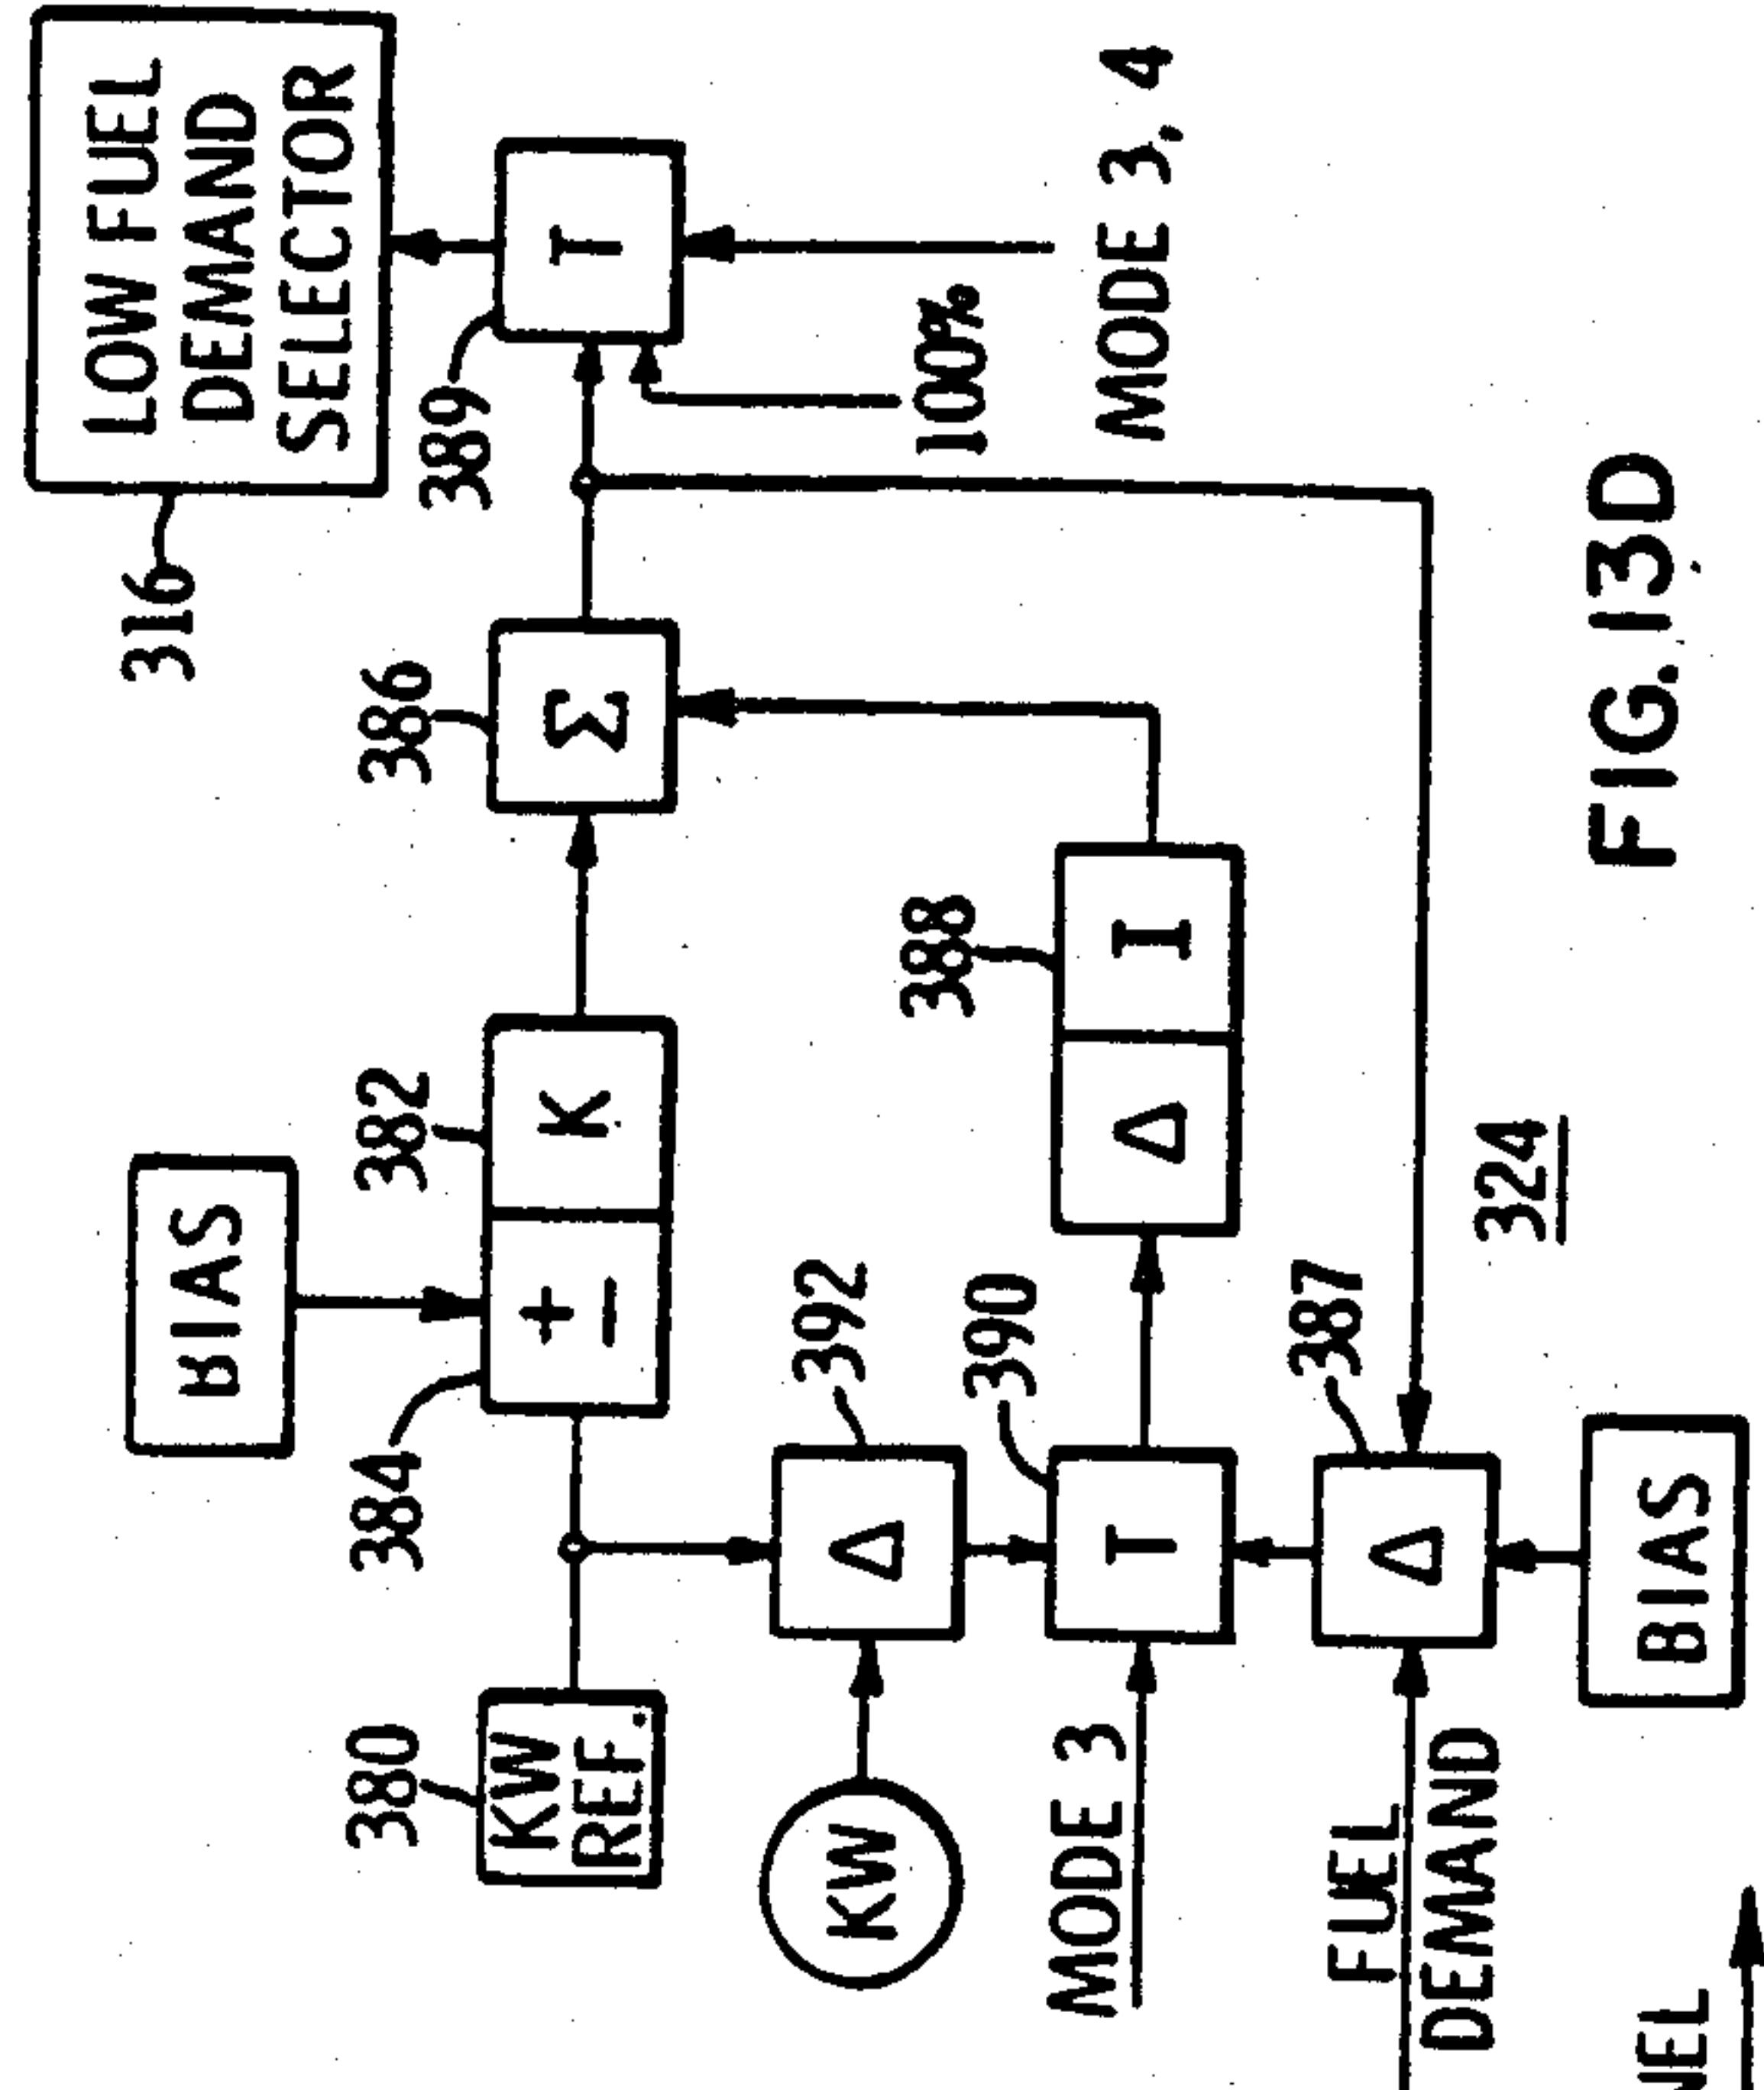 LOW FUEL
DEMAND
SELECTOR
316
BIAS
380
384
382
386
389
KW
REF.
+
−
K
Σ
T
392
KW
Δ
388
100%
390
MODE 3
T
Δ
I
MODE 3, 4
387
FUEL
DEMAND
Δ
324
BIAS
FIG. 13D
NEL